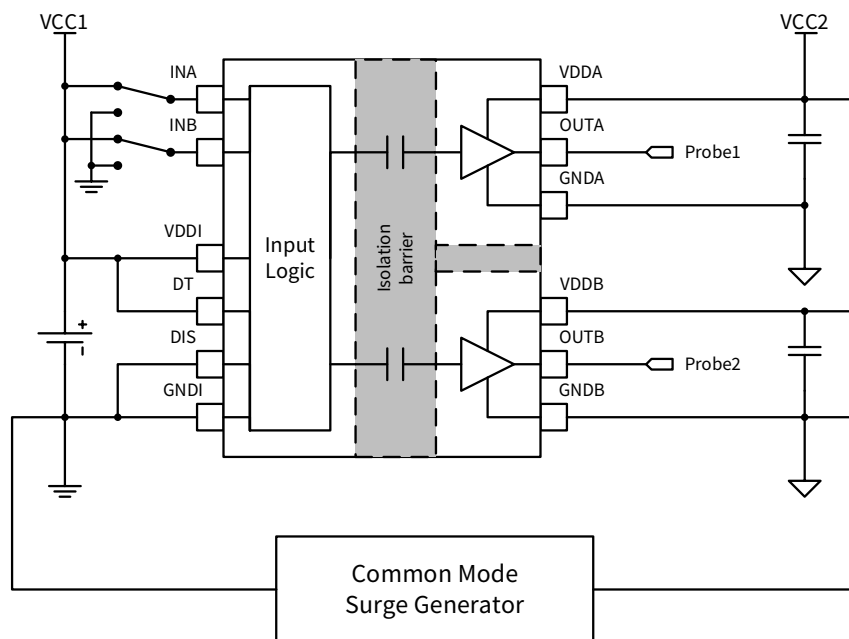 VCC1
VCC2
INA
VDDA
OUTA
INB
Probe1
GNDA
VDDI
Input
Logic
Isolation
barrier
DT
VDDB
DIS
OUTB
Probe2
GNDI
GNDB
+
–
Common Mode
Surge Generator